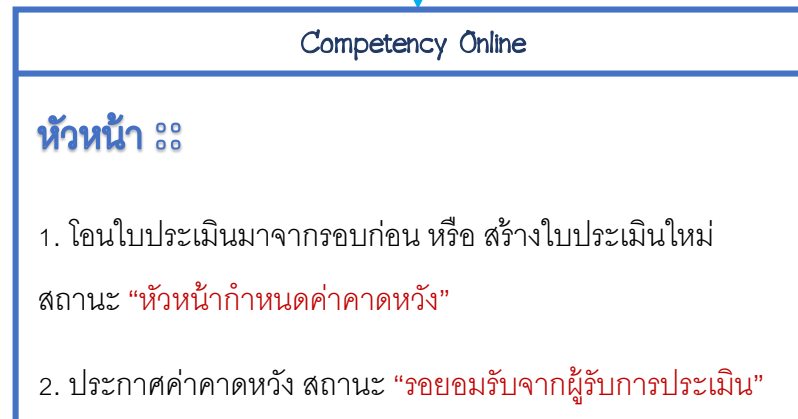 Competency Online
หัวหน้า ::
1. โอนใบประเมินมาจากรอบก่อน หรือ สร้างใบประเมินใหม่
สถานะ “หัวหน้ากำหนดค่าคาดหวัง”
2. ประกาศค่าคาดหวัง สถานะ “รอยอมรับจากผู้รับการประเมิน”